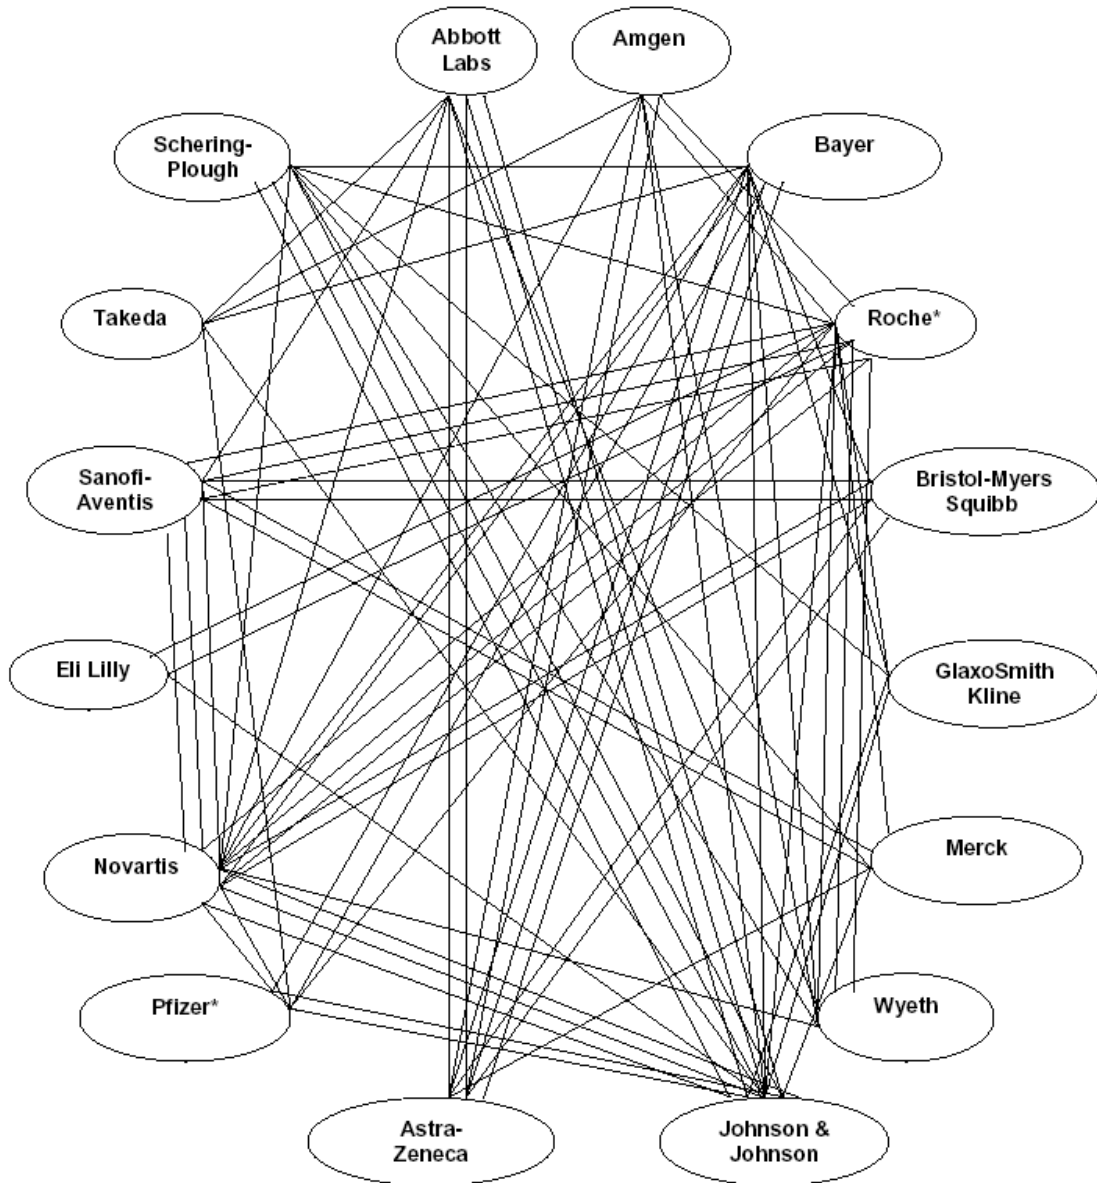 Abbott
Labs
Amgen
Schering-
Plough
Bayer
Takeda
Roche*
Sanofi-
Aventis
Bristol-Myers
Squibb
Eli Lilly
GlaxoSmith
Kline
Novartis
Merck
Pfizer*
Wyeth
Astra-
Zeneca
Johnson &
Johnson